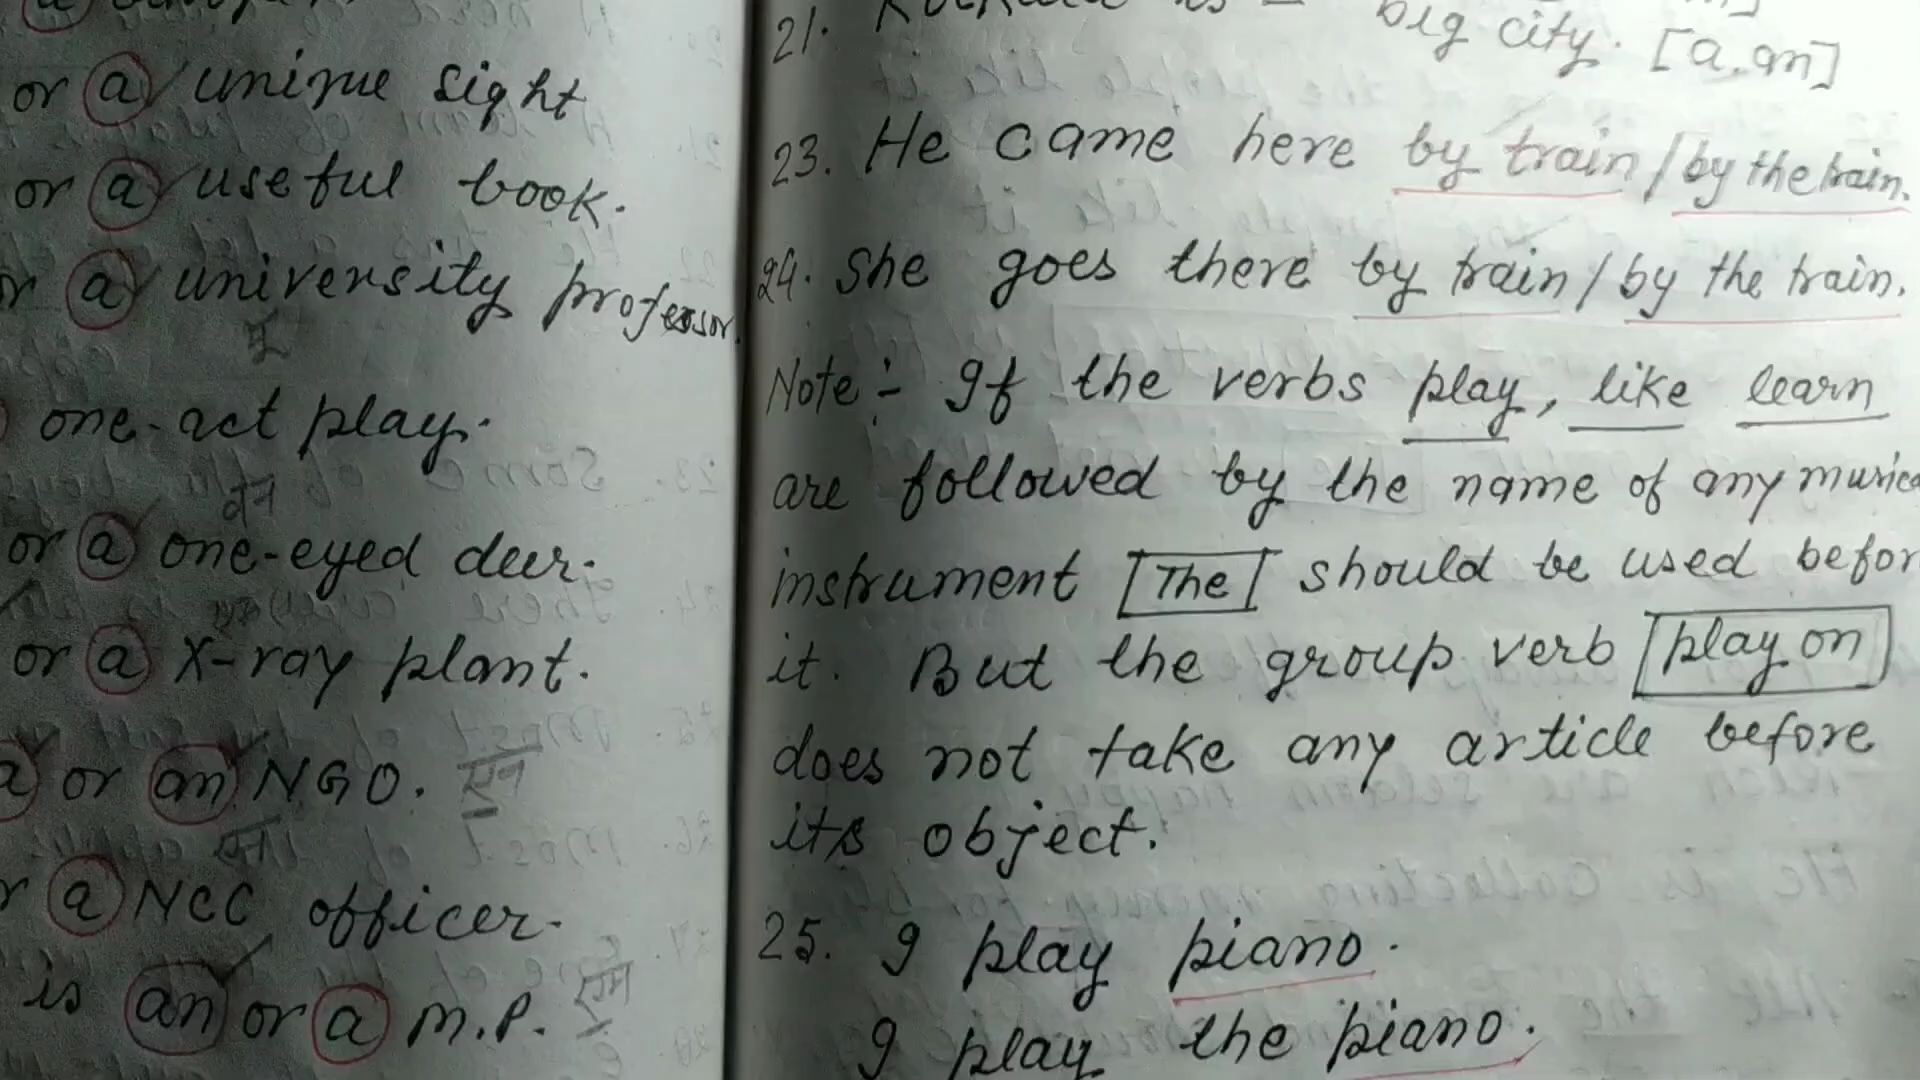 or a unique sight
or a useful book.
a university professor.
यू
one-act play.
वन
or a one-eyed deer.
or a X-ray plant.
or an NGO. एन
a NCC officer.
is an or a M.P. एम
21. is big city. [a, an]
23. He came here by train / by the train.
24. She goes there by train / by the train.
Note :- If the verbs play, like learn
are followed by the name of any
instrument [The] should be used
it. But the group verb [play on]
does not take any article before
its object.
25. I play piano.
I play the piano.